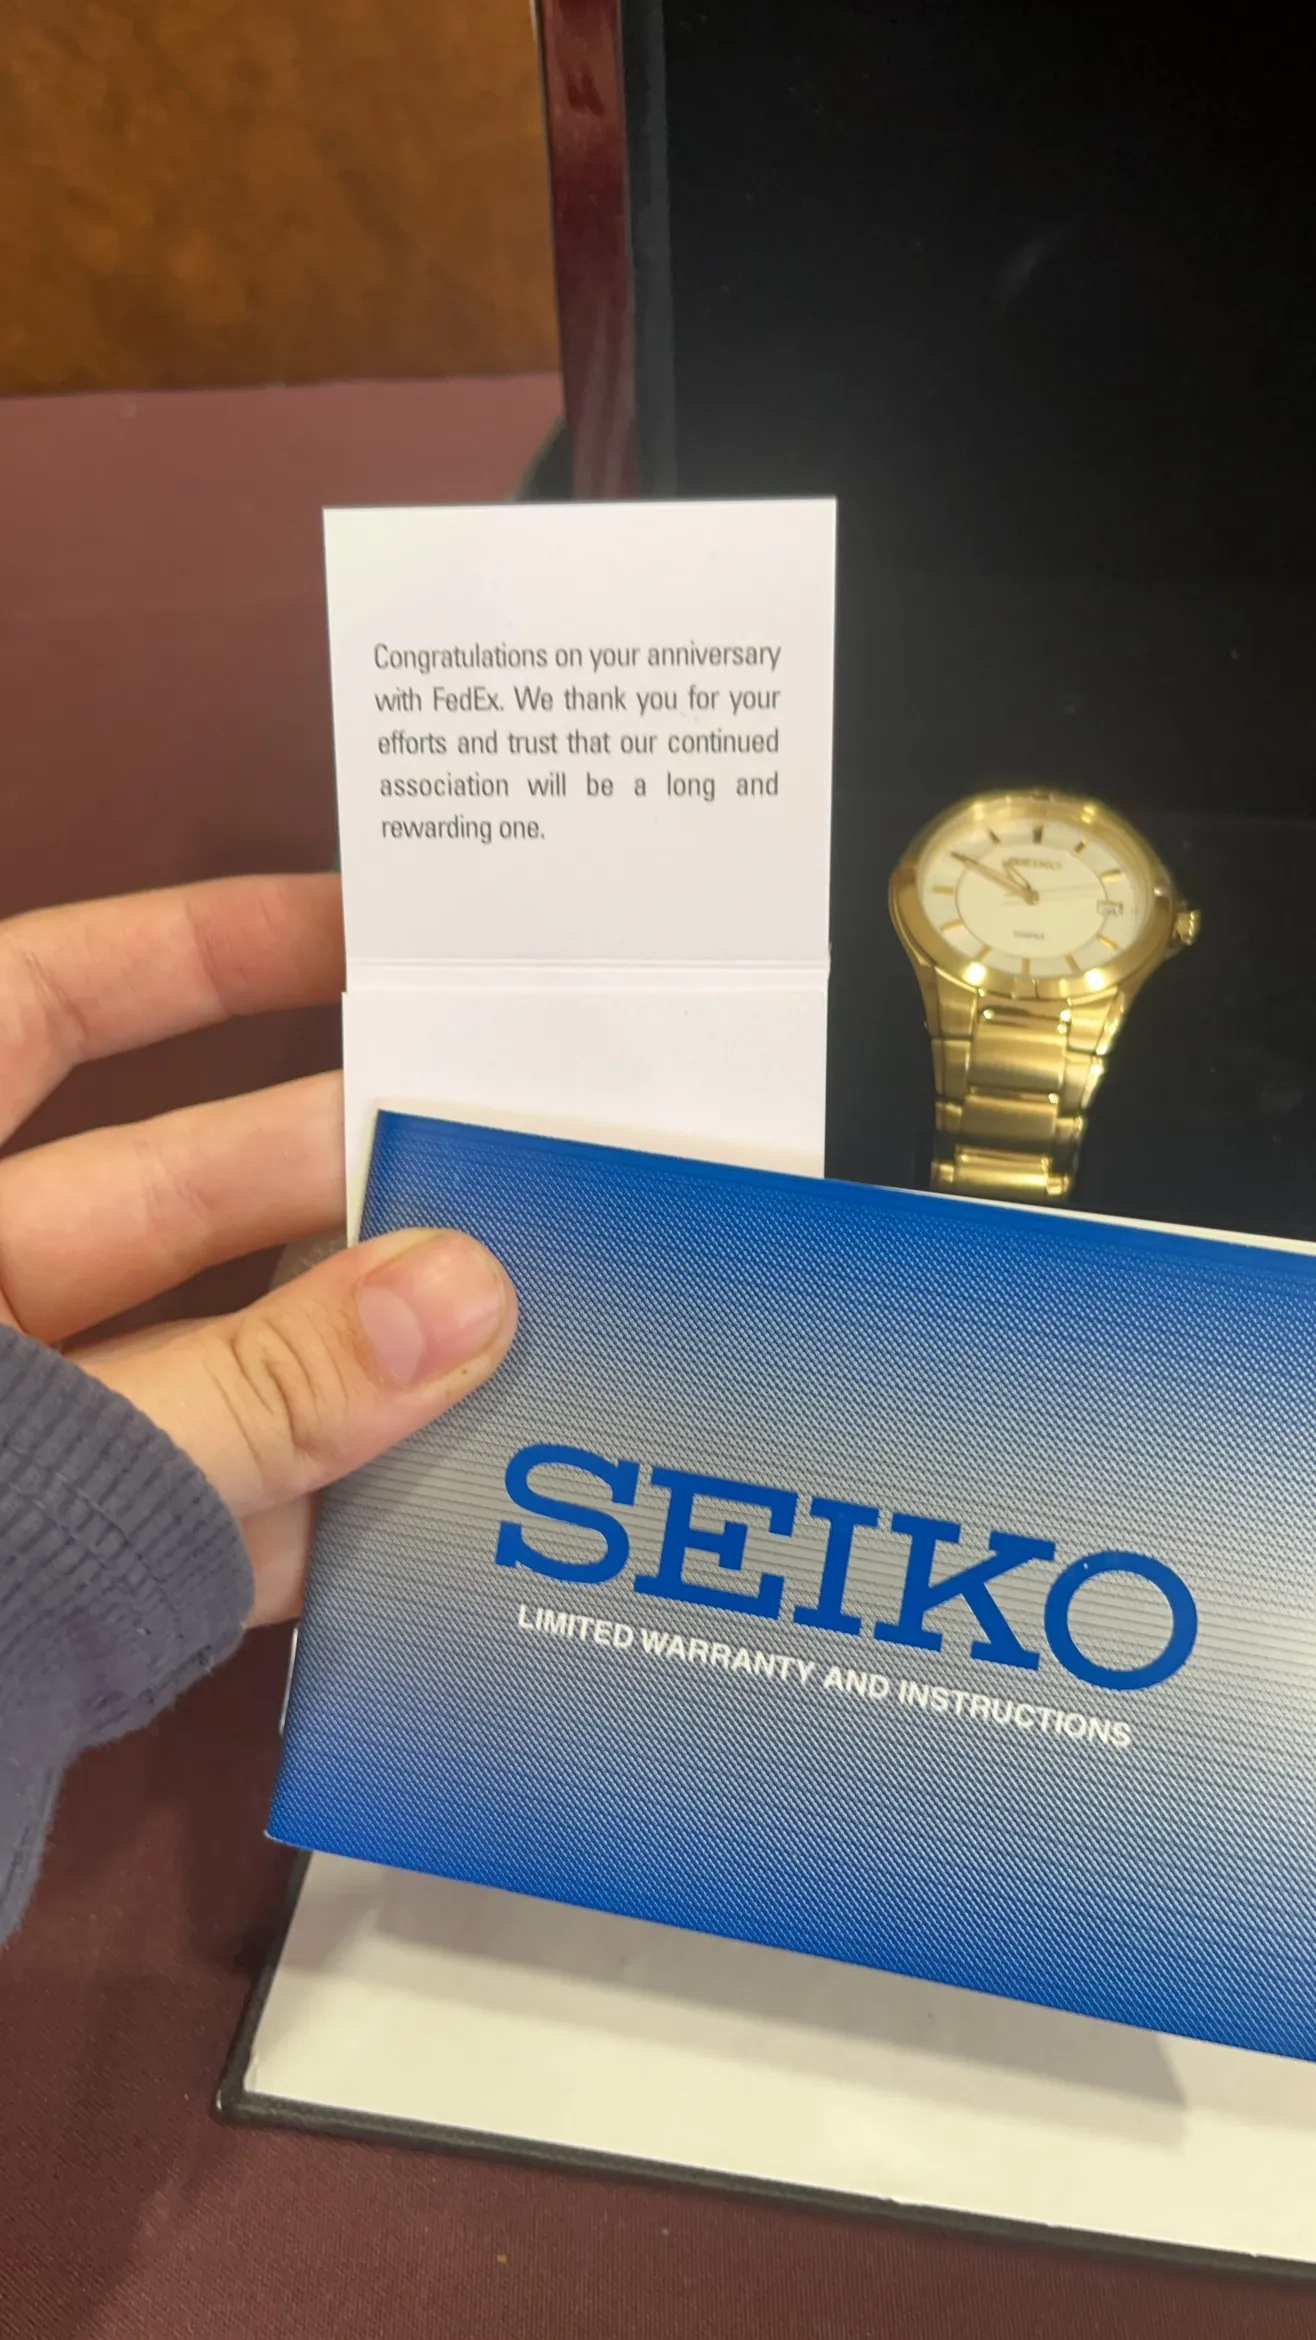 Congratulations on your anniversary
with FedEx. We thank you for your
efforts and trust that our continued
association will be a long and
rewarding one.
SEIKO
SEIKO
LIMITED WARRANTY AND INSTRUCTIONS